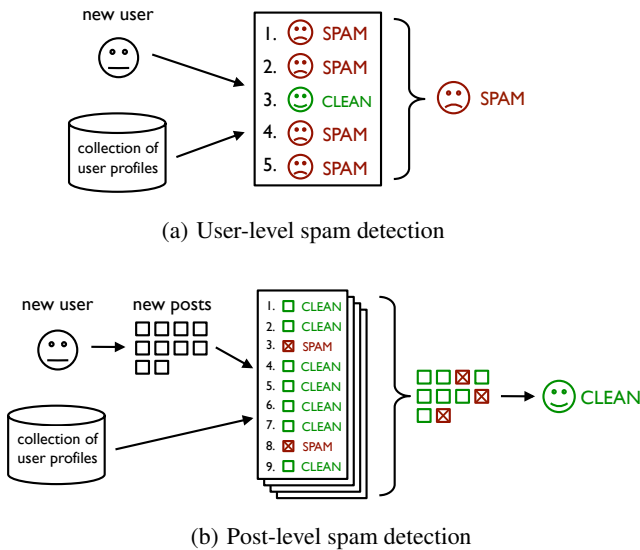 new user
1. SPAM
2. SPAM
3. CLEAN
4. SPAM
5. SPAM
SPAM
collection of
user profiles
(a) User-level spam detection
new user
new posts
1. CLEAN
2. CLEAN
3. SPAM
4. CLEAN
5. CLEAN
6. CLEAN
7. CLEAN
8. SPAM
9. CLEAN
CLEAN
collection of
user profiles
(b) Post-level spam detection